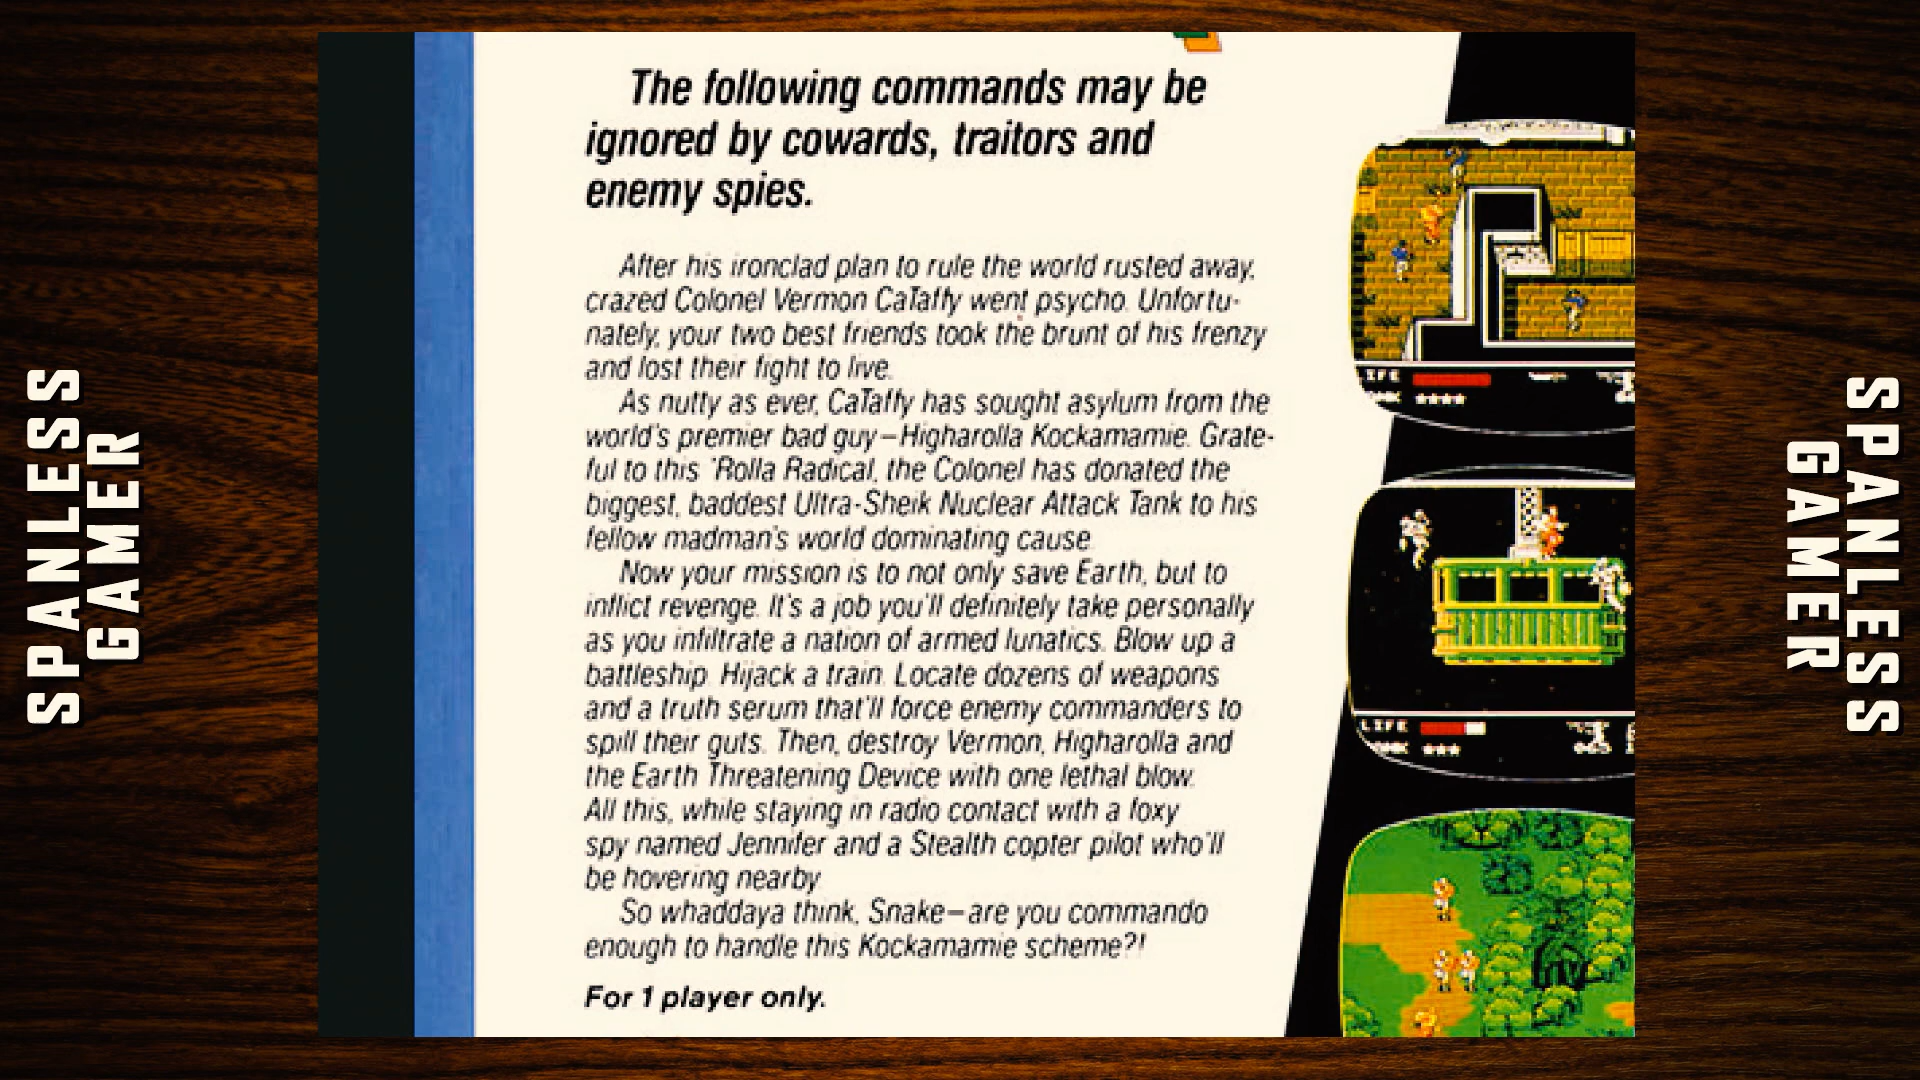 SPANLESS
GAMER
The following commands may be
ignored by cowards, traitors and
enemy spies.
After his ironclad plan to rule the world rusted away,
crazed Colonel Vermon CaTaffy went psycho. Unfortu-
nately, your two best friends took the brunt of his frenzy
and lost their fight to live.
As nutty as ever, CaTaffy has sought asylum from the
world's premier bad guy—Higharolla Kockamamie. Grate-
ful to this 'Rolla Radical, the Colonel has donated the
biggest, baddest Ultra-Sheik Nuclear Attack Tank to his
fellow madman's world dominating cause.
Now your mission is to not only save Earth, but to
inflict revenge. It's a job you'll definitely take personally
as you infiltrate a nation of armed lunatics. Blow up a
battleship. Hijack a train. Locate dozens of weapons
and a truth serum that'll force enemy commanders to
spill their guts. Then, destroy Vermon, Higharolla and
the Earth Threatening Device with one lethal blow.
All this, while staying in radio contact with a foxy
spy named Jennifer and a Stealth copter pilot who'll
be hovering nearby.
So whaddaya think, Snake—are you commando
enough to handle this Kockamamie scheme?!
For 1 player only.
LIFE
LIFE
SPANLESS
GAMER